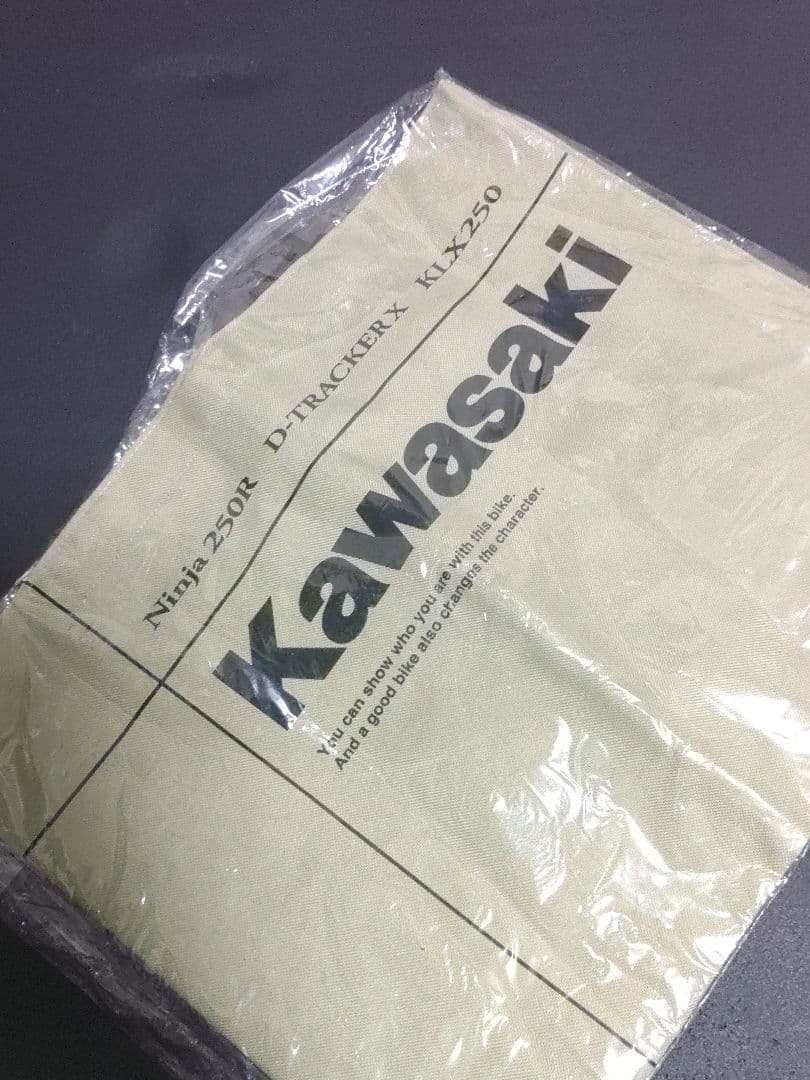 Ninja 250R D-TRACKER X KLX250
Kawasaki
You can show who you are with this bike.
And a good bike also changes the character.